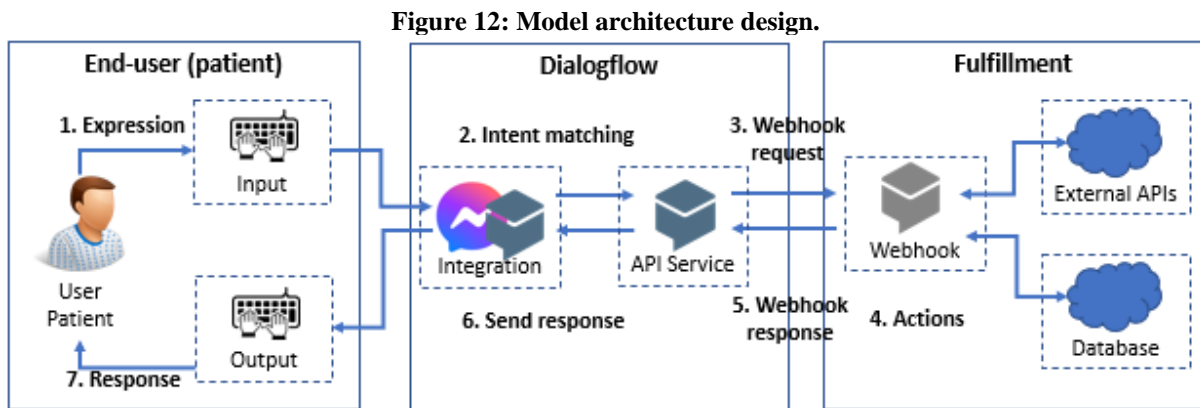 Figure 12: Model architecture design.
End-user (patient)
Dialogflow
Fulfillment
1. Expression
Input
2. Intent matching
3. Webhook
request
External APIs
Integration
API Service
Webhook
User
Patient
Output
6. Send response
5. Webhook
response
4. Actions
Database
7. Response